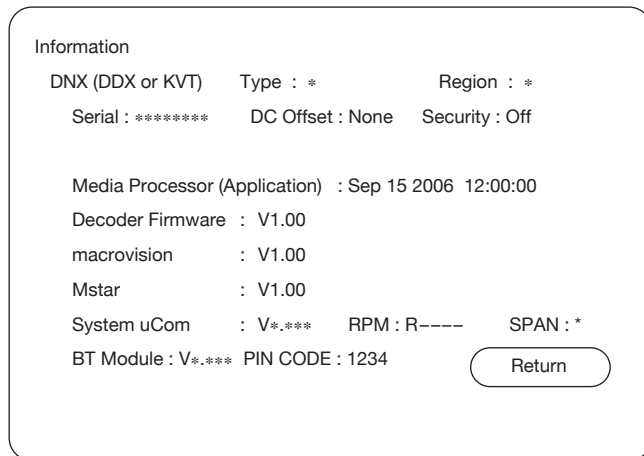 Information
DNX (DDX or KVT) Type : * Region : *
Serial : ******** DC Offset : None Security : Off
Media Processor (Application) : Sep 15 2006 12:00:00
Decoder Firmware : V1.00
macrovision : V1.00
Mstar : V1.00
System uCom : V*.*** RPM : R---- SPAN : *
BT Module : V*.*** PIN CODE : 1234
Return